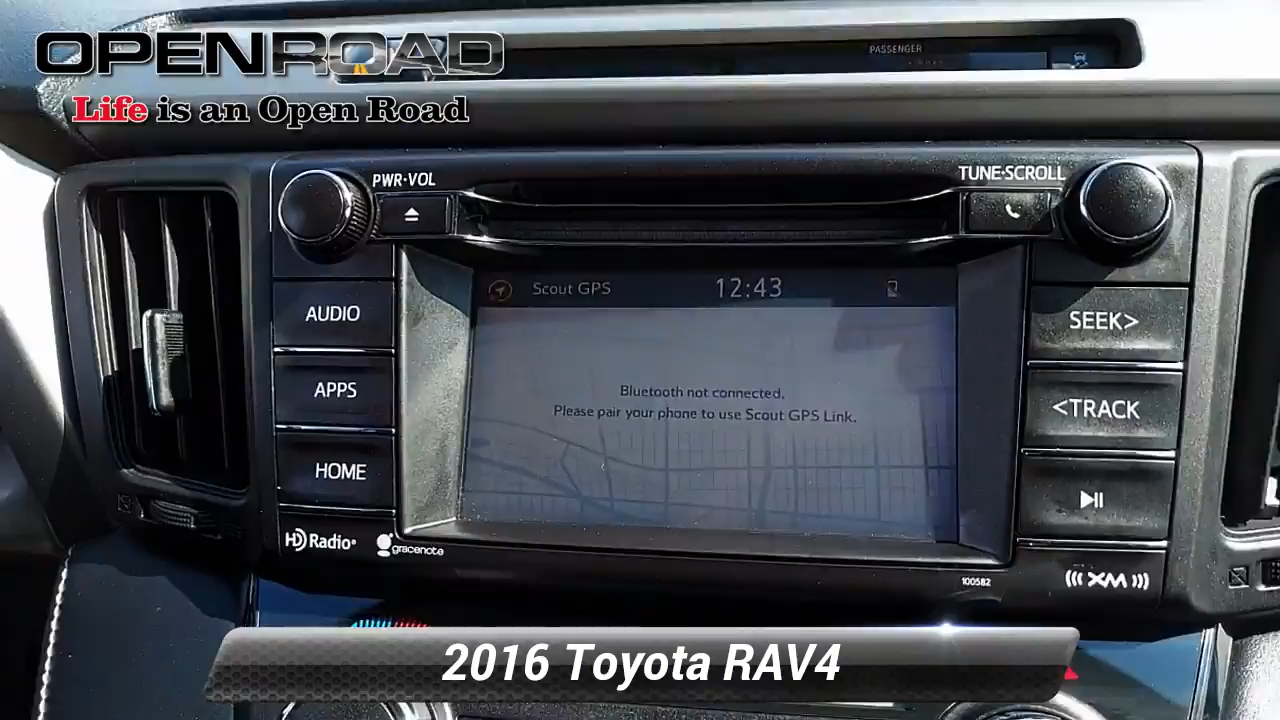 OPENROAD
Life is an Open Road
PASSENGER
PWR·VOL
TUNE·SCROLL
Scout GPS
12:43
AUDIO
SEEK>
Bluetooth not connected.
Please pair your phone to use Scout GPS Link.
APPS
<TRACK
HOME
HD Radio®
gracenote
100582
((( XM )))
2016 Toyota RAV4